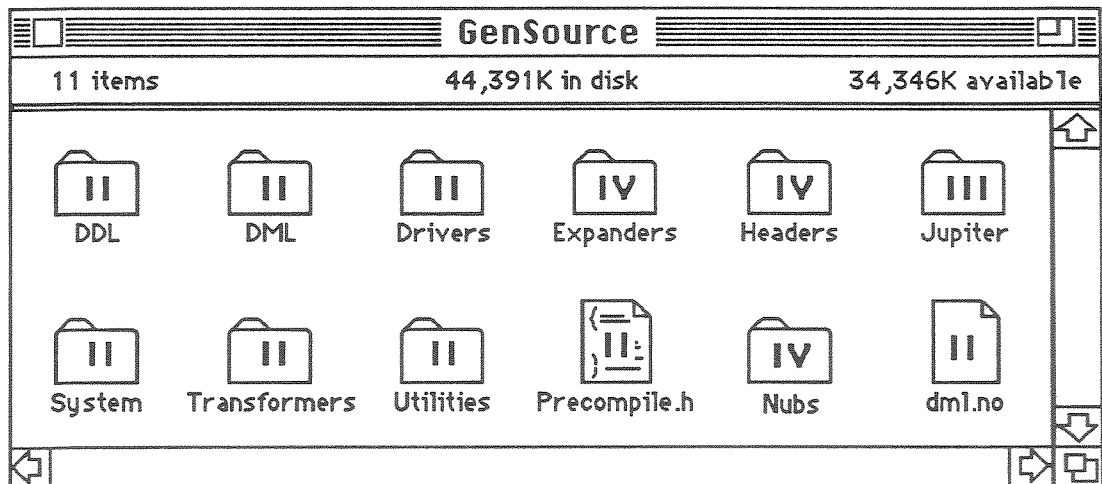 GenSource
11 items 44,391K in disk 34,346K available
II II II IV IV III
DDL DML Drivers Expanders Headers Jupiter
II II II II IV II
System Transformers Utilities Precompile.h Nubs dml.no